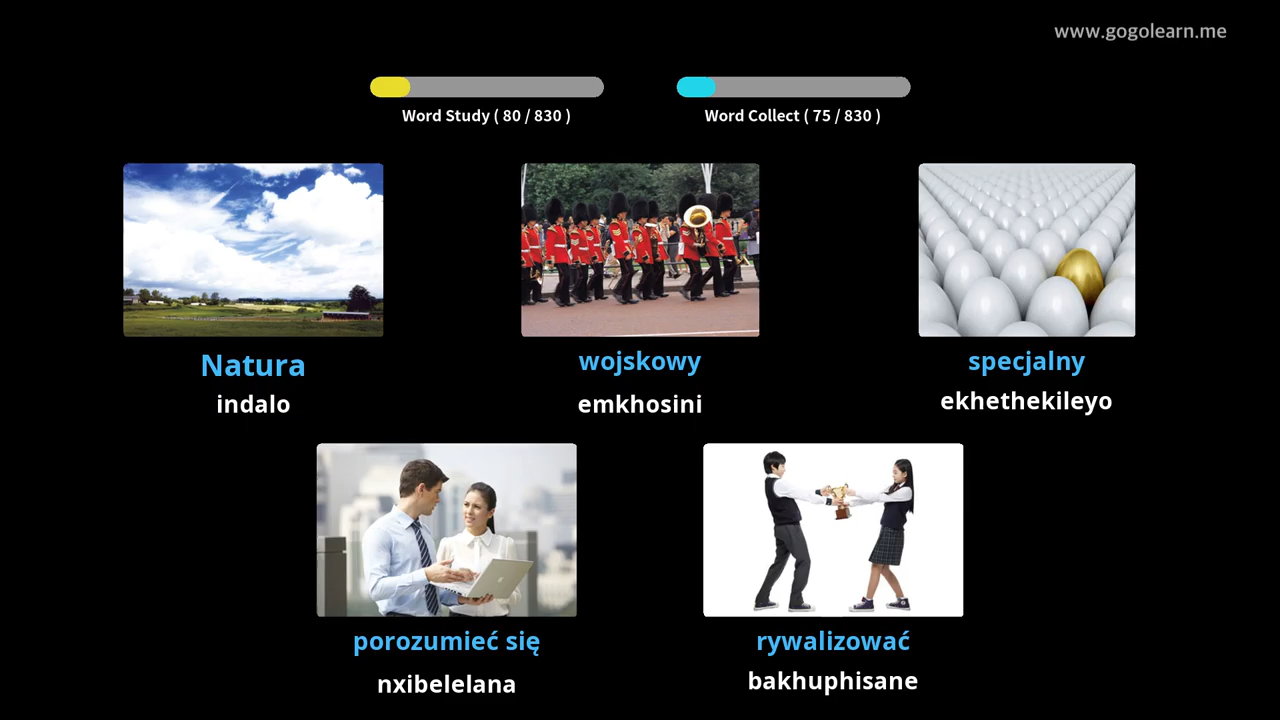 www.gogolearn.me
Word Study ( 80 / 830 )
Word Collect ( 75 / 830 )
Natura
indalo
wojskowy
emkhosini
specjalny
ekhethekileyo
porozumieć się
nxibelelana
rywalizować
bakhuphisane